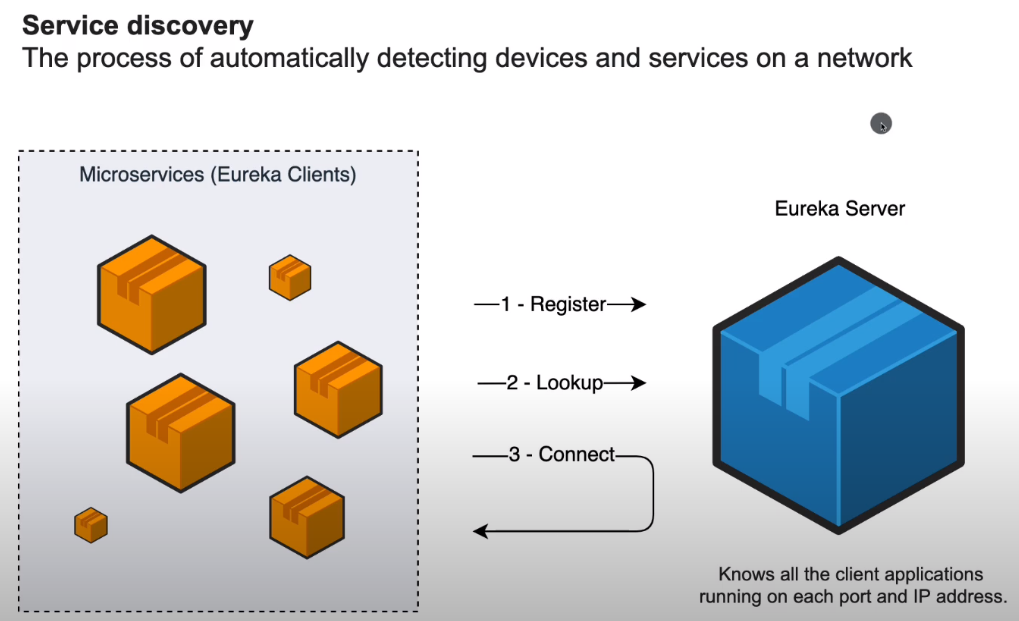 Service discovery
The process of automatically detecting devices and services on a network
Microservices (Eureka Clients)
Eureka Server
1 - Register
2 - Lookup
3 - Connect
Knows all the client applications
running on each port and IP address.